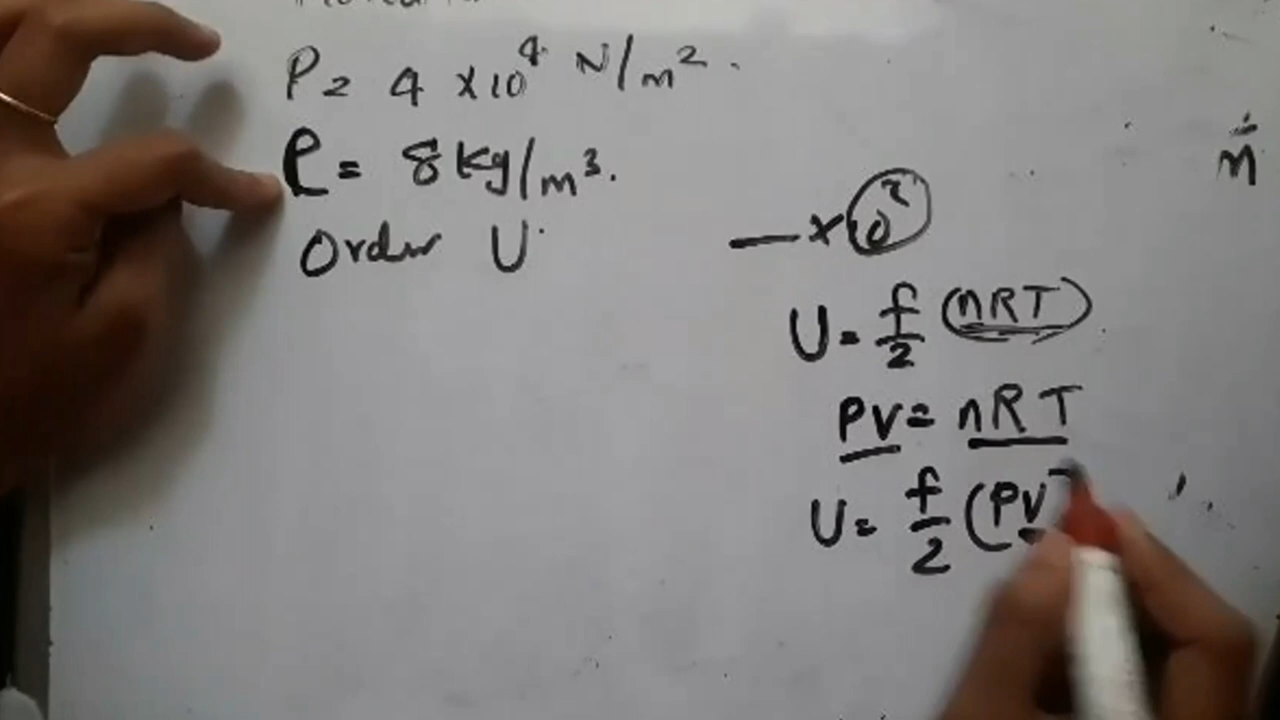 P = 4 × 10⁴ N/m².
ρ = 8 kg/m³.
Order U
— × 10²
U = f/2 (nRT)
PV = nRT
U = f/2 (PV
m